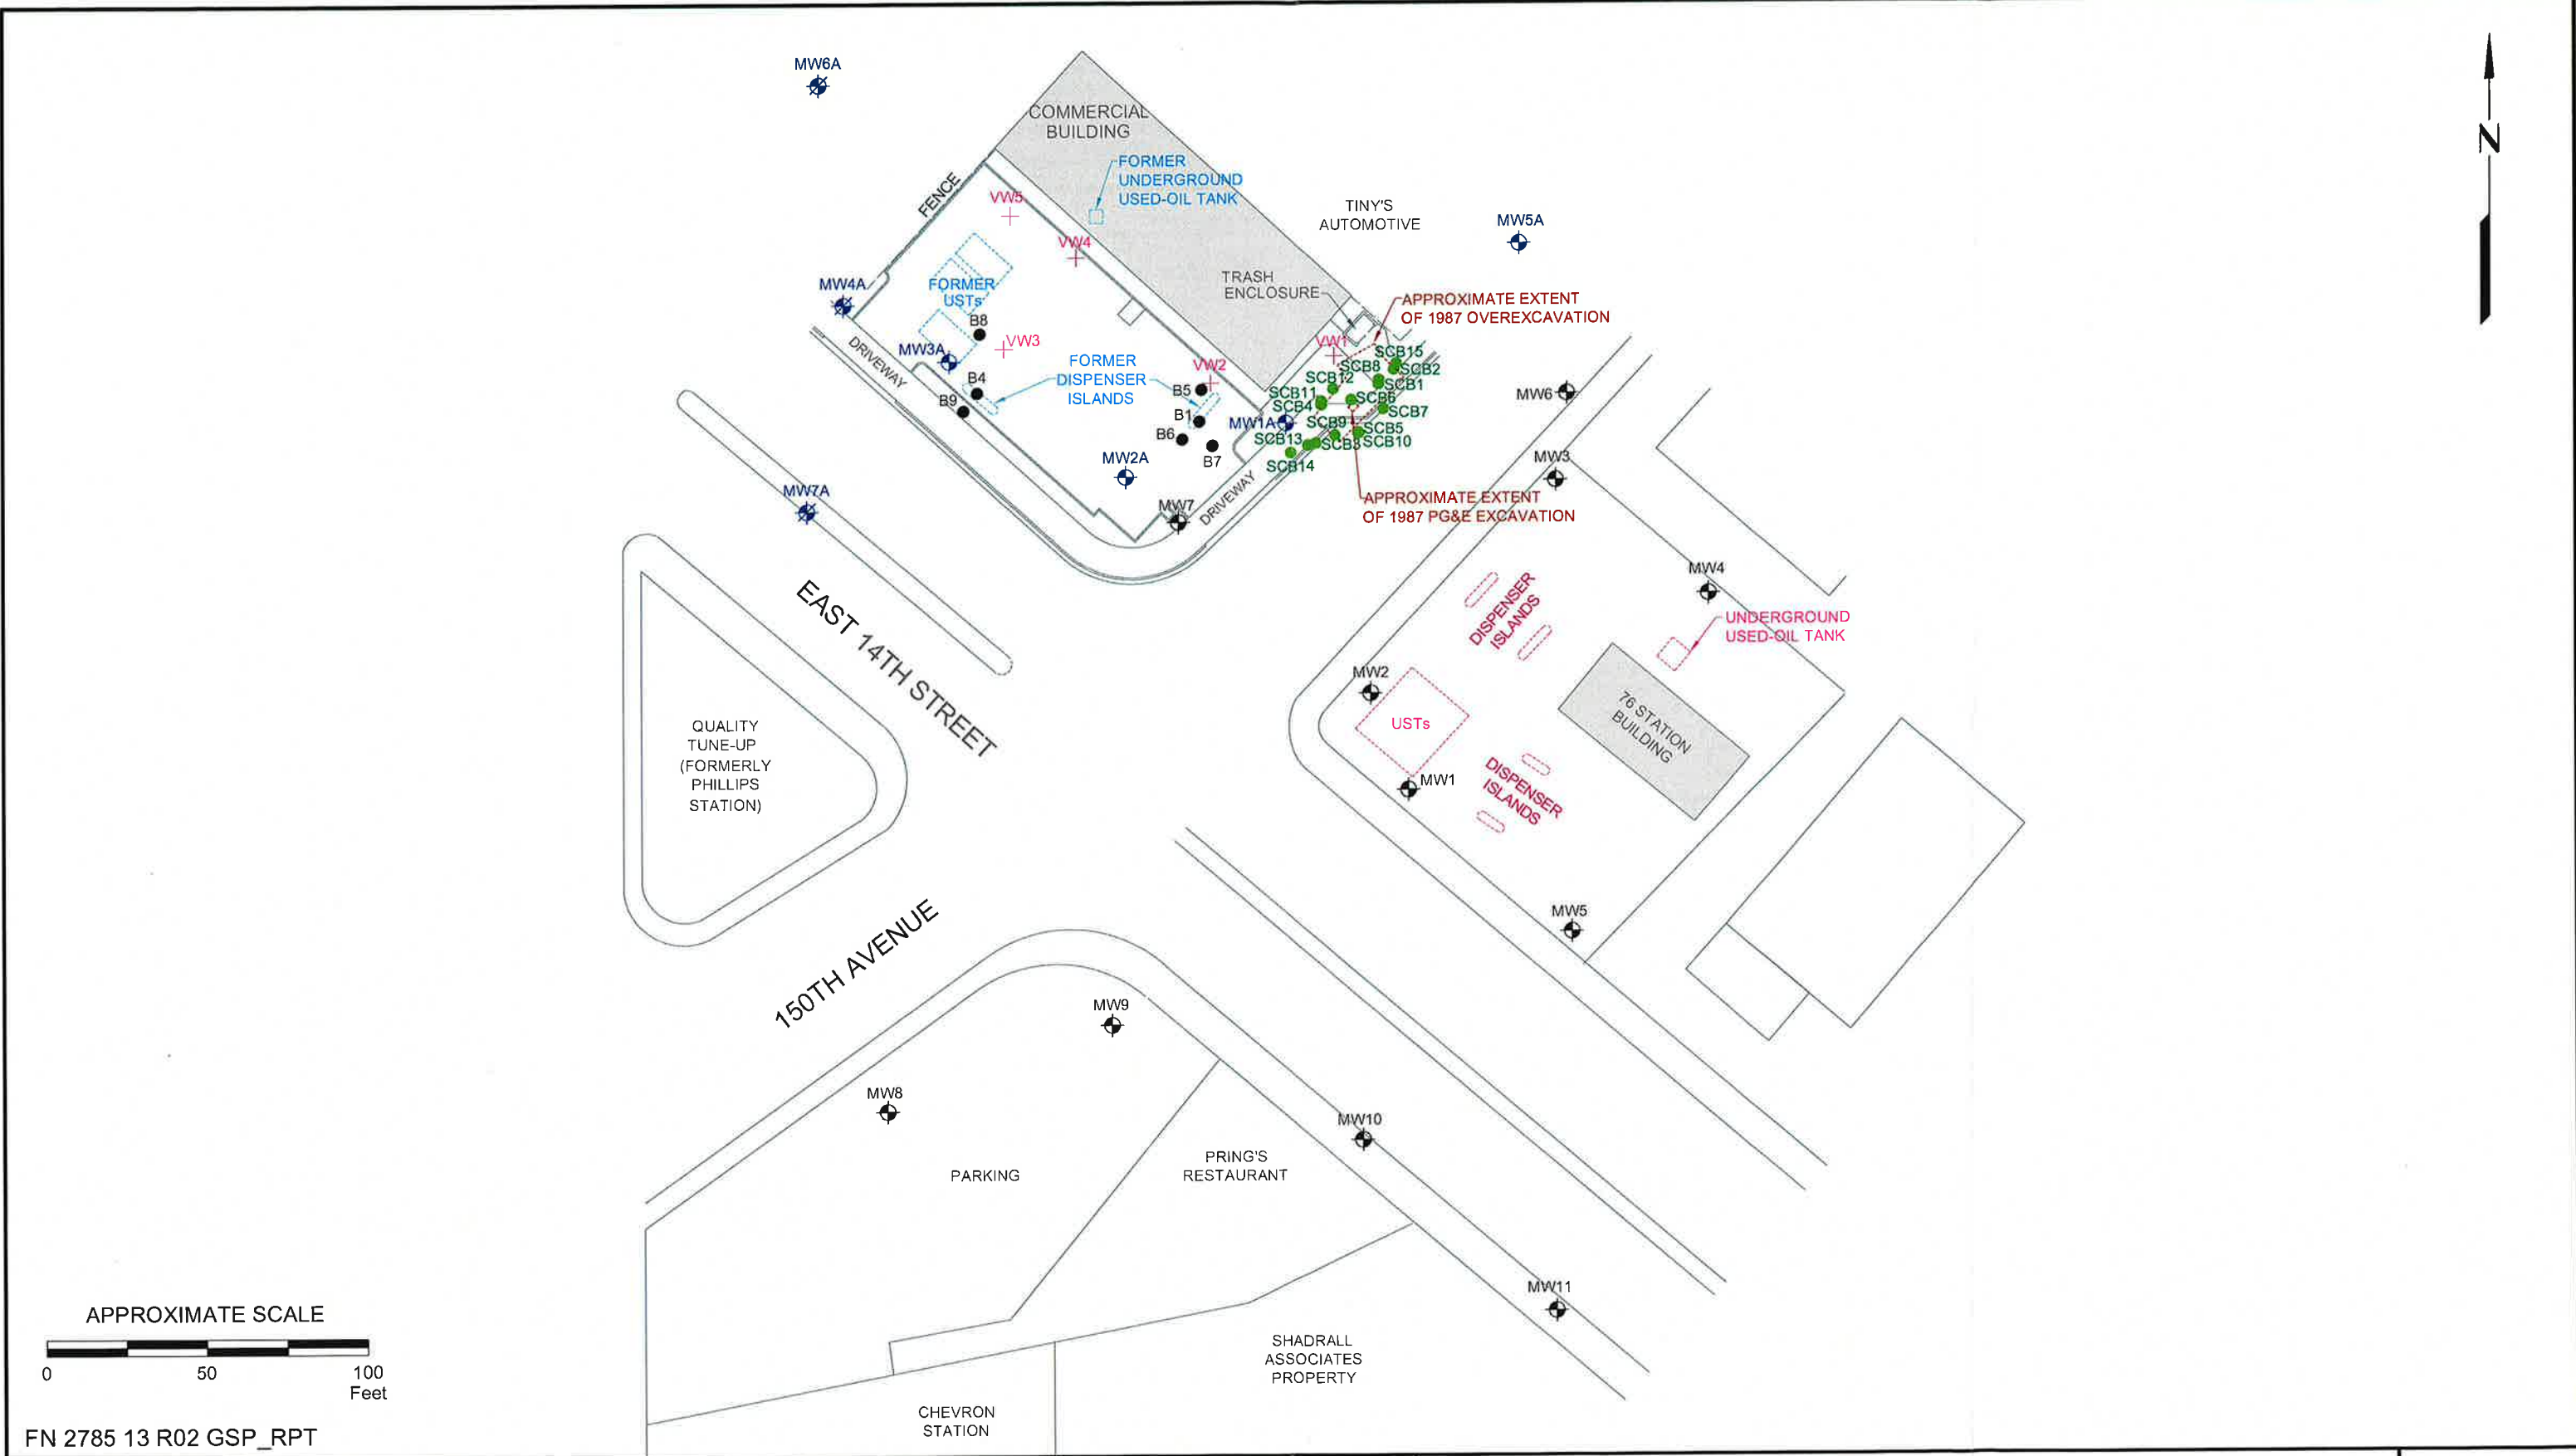 MW6A
N
COMMERCIAL
BUILDING
FORMER
UNDERGROUND
USED-OIL TANK
FENCE
VW5
VW4
TINY'S
AUTOMOTIVE
MW5A
TRASH
ENCLOSURE
MW4A
FORMER
USTs
APPROXIMATE EXTENT
OF 1987 OVEREXCAVATION
B8
VW3
MW3A
DRIVEWAY
FORMER
DISPENSER
ISLANDS
B4
B9
VW2
B5
B1
B6
B7
VW1
SCB15
SCB8
SCB2
SCB12
SCB1
SCB11
SCB4
SCB6
SCB7
MW1A
SCB9
SCB5
SCB13
SCB3
SCB10
SCB14
MW6
MW3
MW2A
MW7
DRIVEWAY
APPROXIMATE EXTENT
OF 1987 PG&E EXCAVATION
MW7A
MW4
DISPENSER
ISLANDS
UNDERGROUND
USED-OIL TANK
EAST 14TH STREET
MW2
USTs
76 STATION
BUILDING
QUALITY
TUNE-UP
(FORMERLY
PHILLIPS
STATION)
MW1
DISPENSER
ISLANDS
MW5
150TH AVENUE
MW9
MW8
MW10
PARKING
PRING'S
RESTAURANT
MW11
APPROXIMATE SCALE
0 50 100
Feet
SHADRALL
ASSOCIATES
PROPERTY
CHEVRON
STATION
FN 2785 13 R02 GSP_RPT